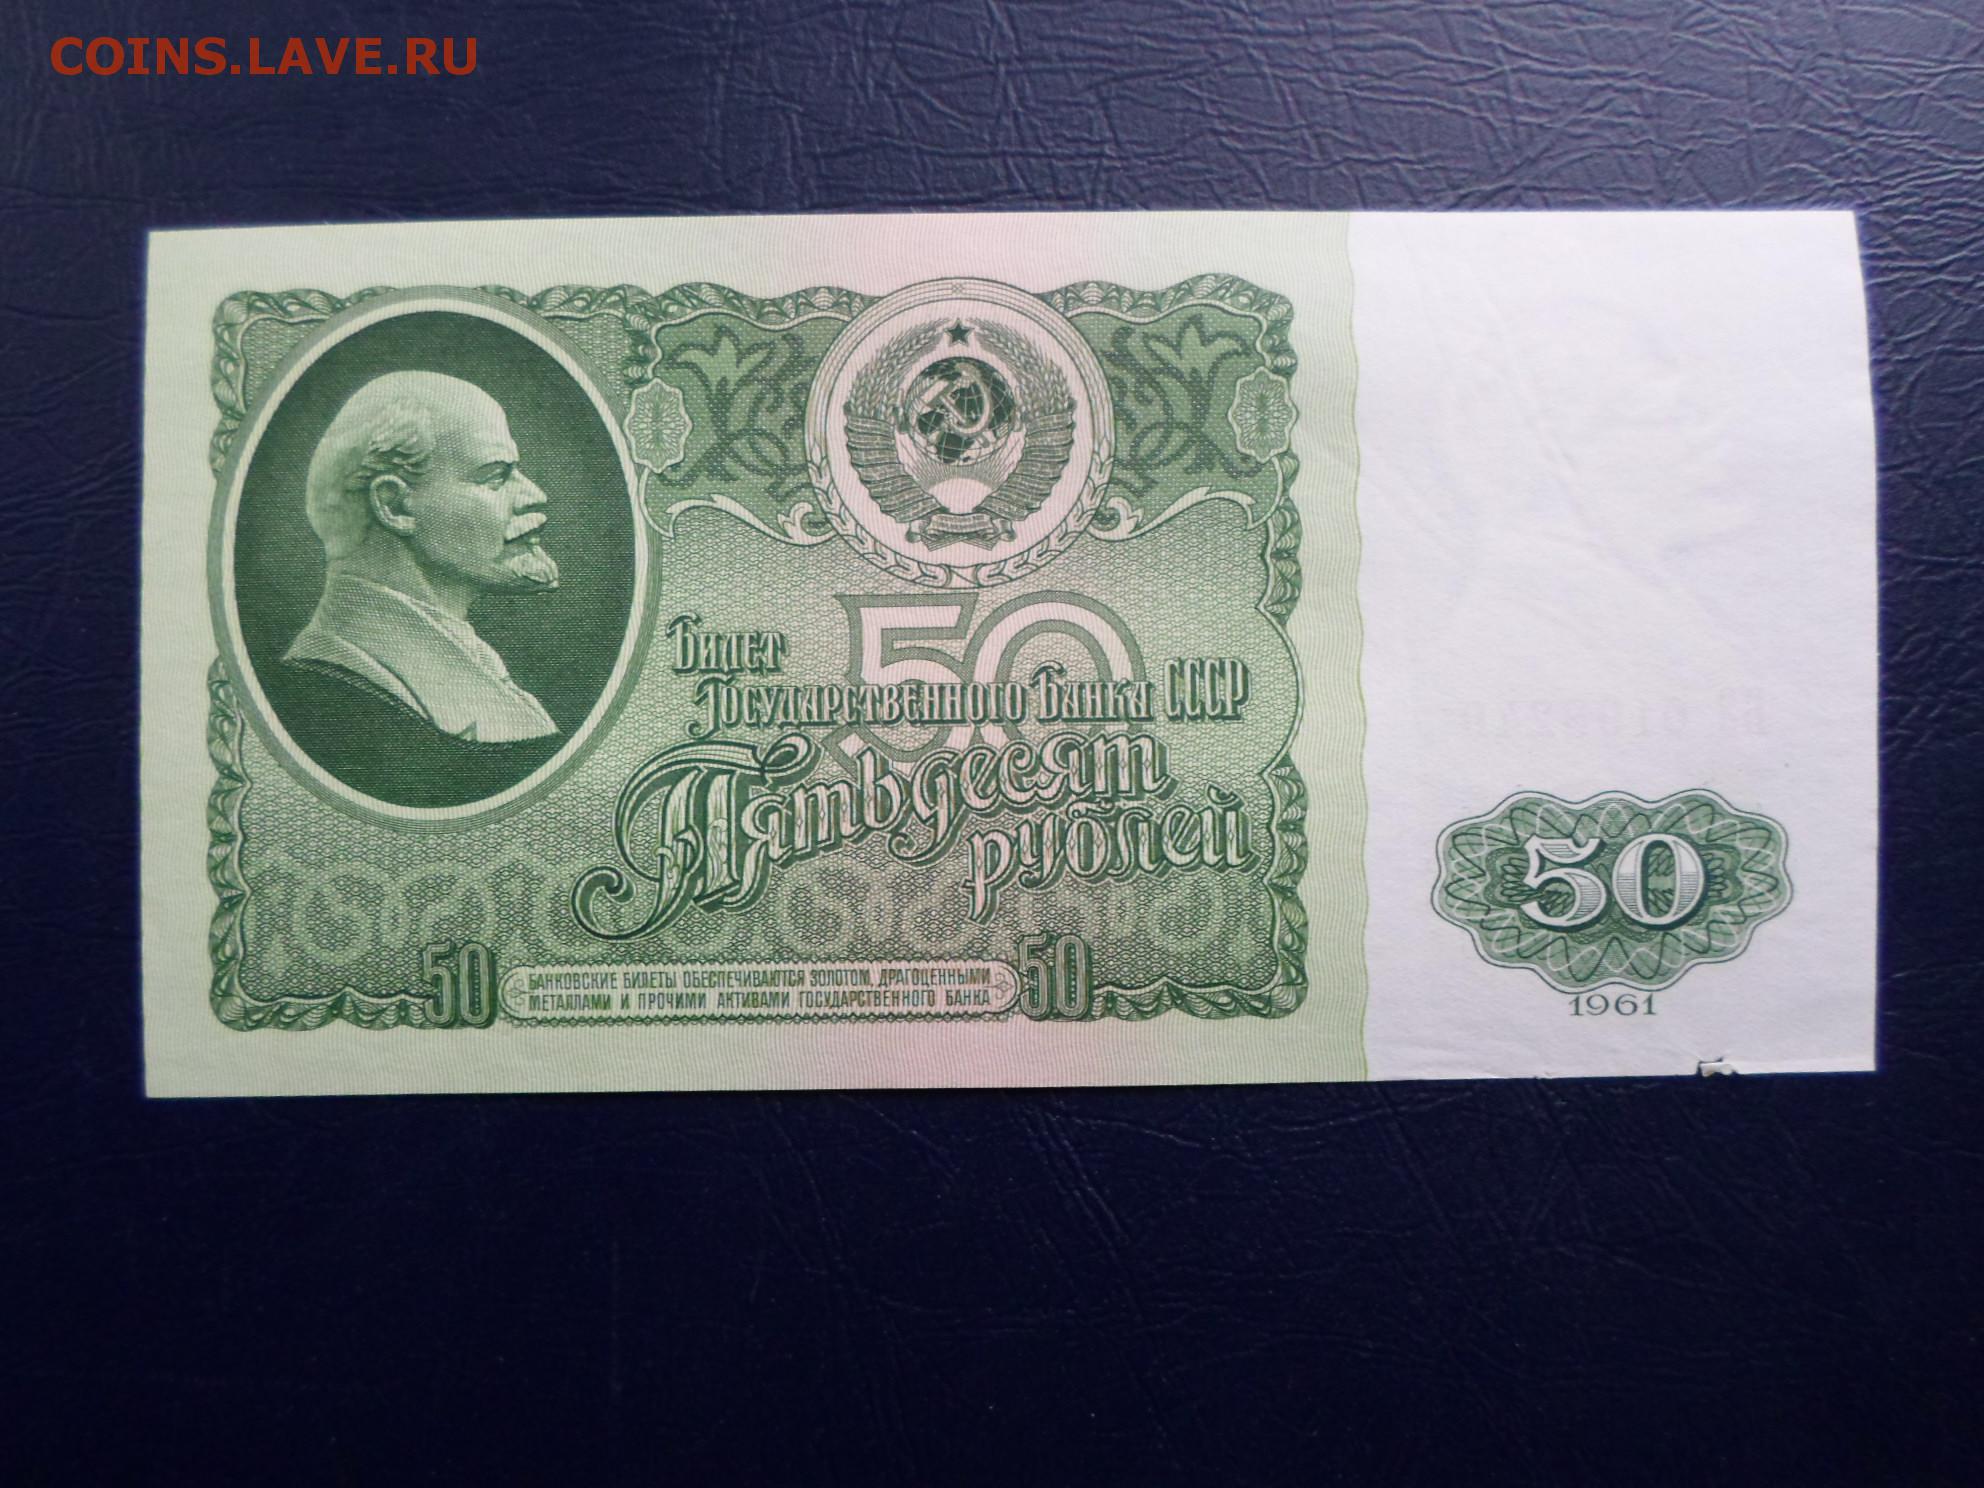 COINS.LAVE.RU
50
Билет
Государственного Банка СССР
Пятьдесят
рублей
50
БАНКОВСКИЕ БИЛЕТЫ ОБЕСПЕЧИВАЮТСЯ ЗОЛОТОМ, ДРАГОЦЕННЫМИ
МЕТАЛЛАМИ И ПРОЧИМИ АКТИВАМИ ГОСУДАРСТВЕННОГО БАНКА
50
50
1961